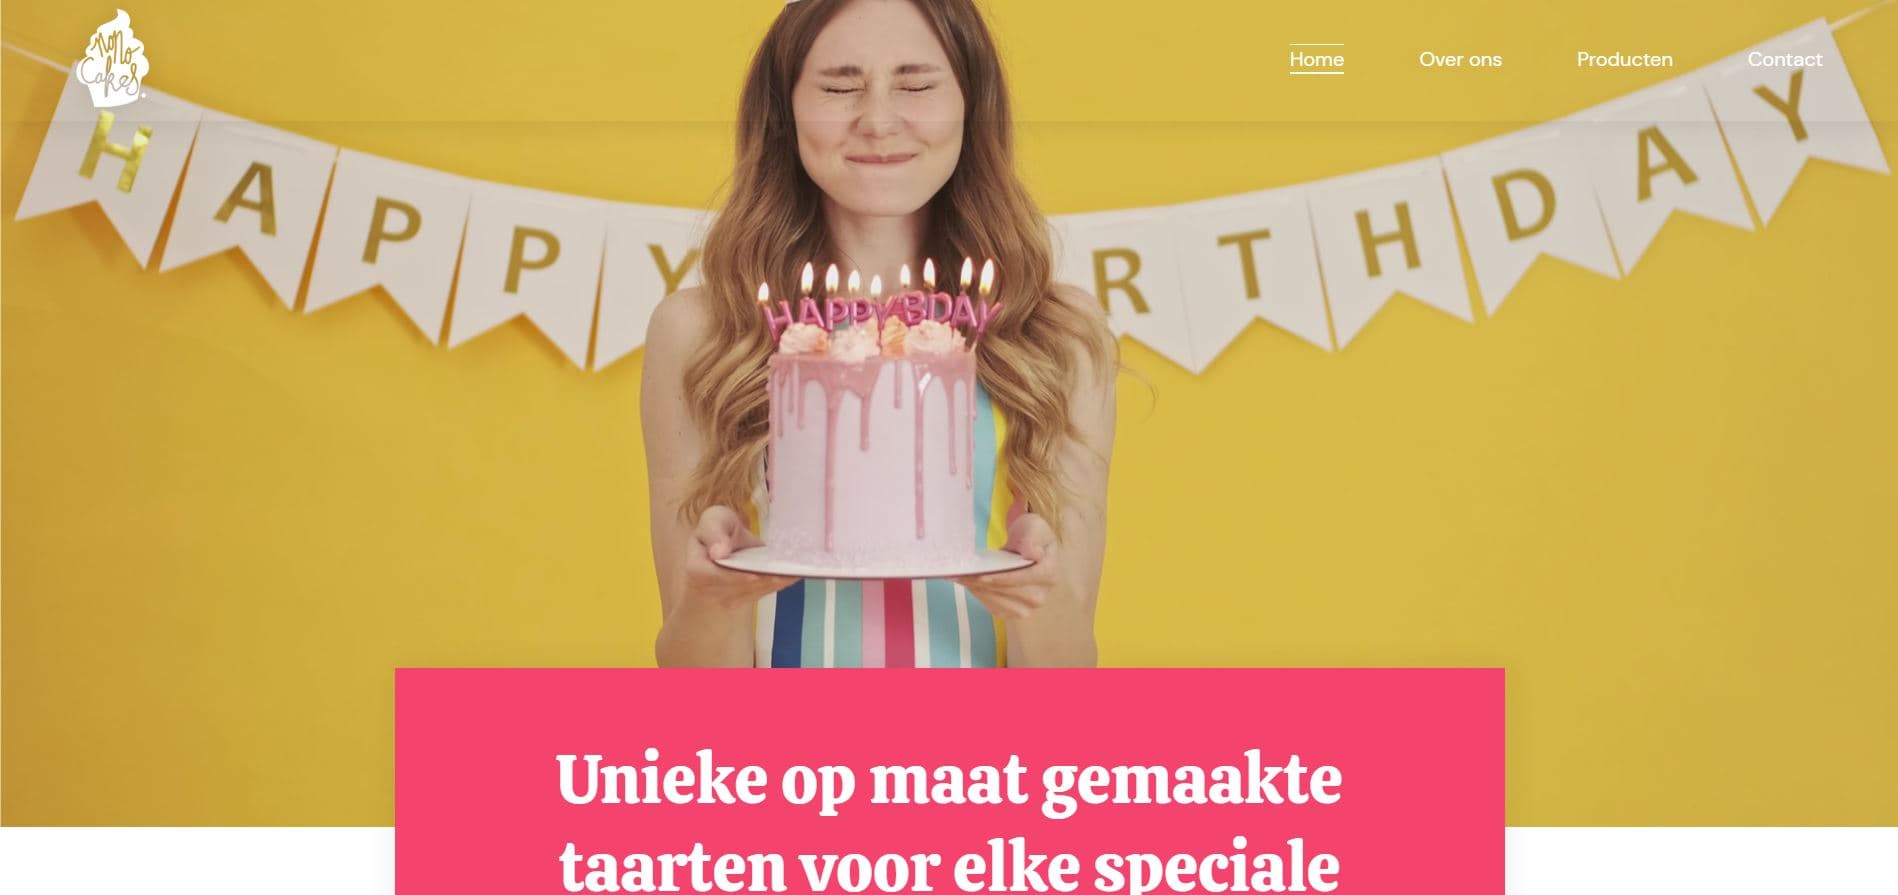 nono
Cakes.
Home
Over ons
Producten
Contact
HAPPY RTHDAY
HAPPY BDAY
Unieke op maat gemaakte
taarten voor elke speciale